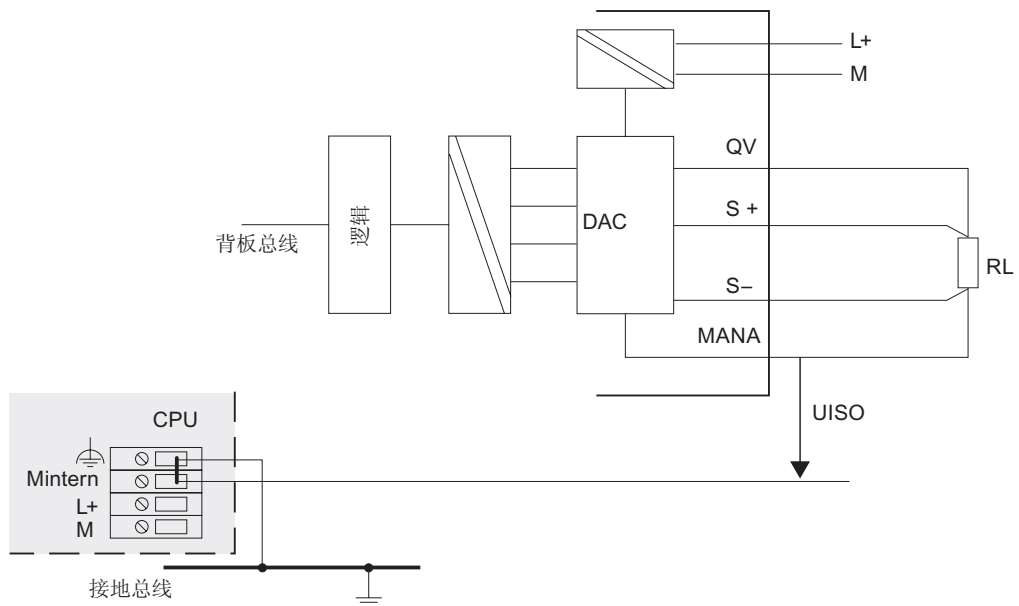 L+
M
QV
S +
DAC
逻辑
背板总线
S–
RL
MANA
UISO
CPU
Mintern
L+
M
接地总线